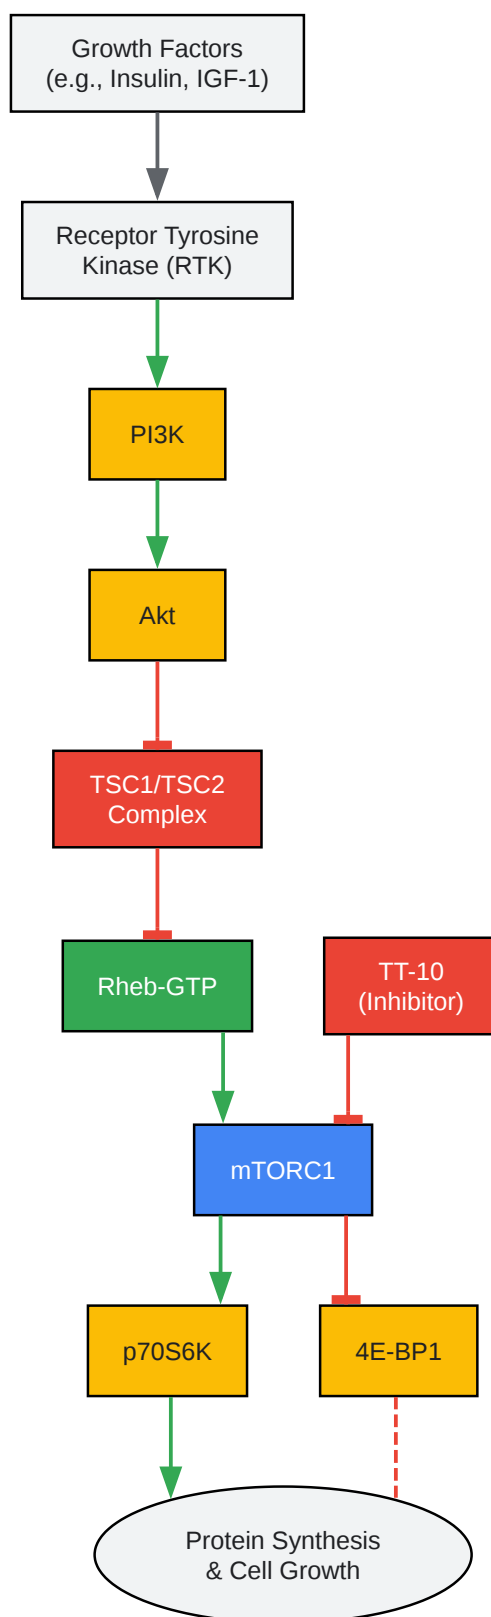 Growth Factors
(e.g., Insulin, IGF-1)
Receptor Tyrosine
Kinase (RTK)
PI3K
Akt
TSC1/TSC2
Complex
Rheb-GTP
TT-10
(Inhibitor)
mTORC1
p70S6K
4E-BP1
Protein Synthesis
& Cell Growth